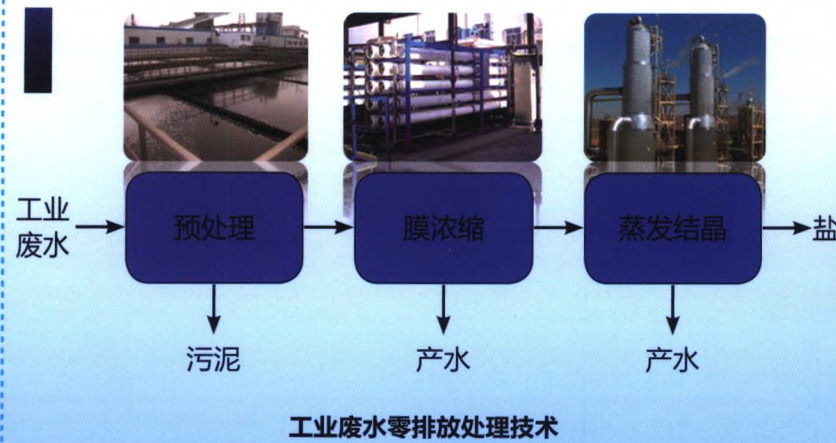 工业
废水
预处理
膜浓缩
蒸发结晶
盐
污泥
产水
产水
工业废水零排放处理技术